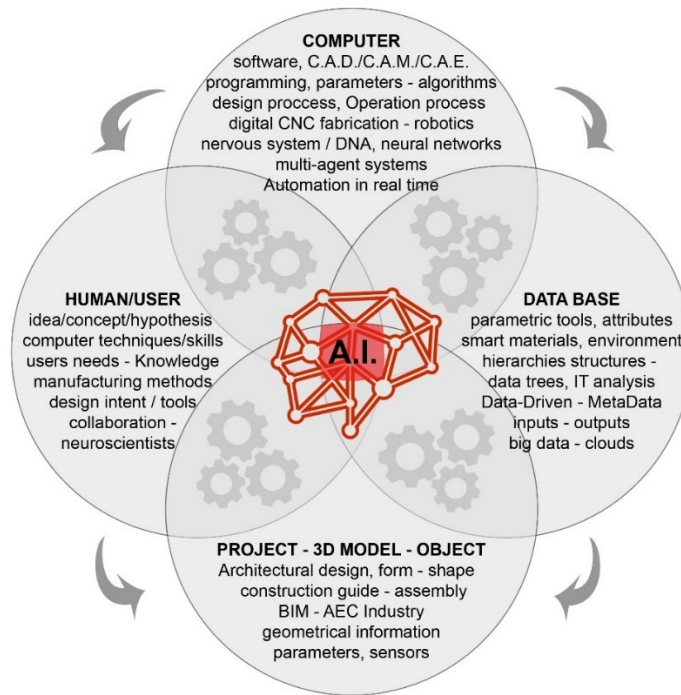 COMPUTER
software, C.A.D./C.A.M./C.A.E.
programming, parameters - algorithms
design proccess, Operation process
digital CNC fabrication - robotics
nervous system / DNA, neural networks
multi-agent systems
Automation in real time
HUMAN/USER
idea/concept/hypothesis
computer techniques/skills
users needs - Knowledge
manufacturing methods
design intent / tools
collaboration -
neuroscientists
A.I.
DATA BASE
parametric tools, attributes
smart materials, environment
hierarchies structures -
data trees, IT analysis
Data-Driven - MetaData
inputs - outputs
big data - clouds
PROJECT - 3D MODEL - OBJECT
Architectural design, form - shape
construction guide - assembly
BIM - AEC Industry
geometrical information
parameters, sensors